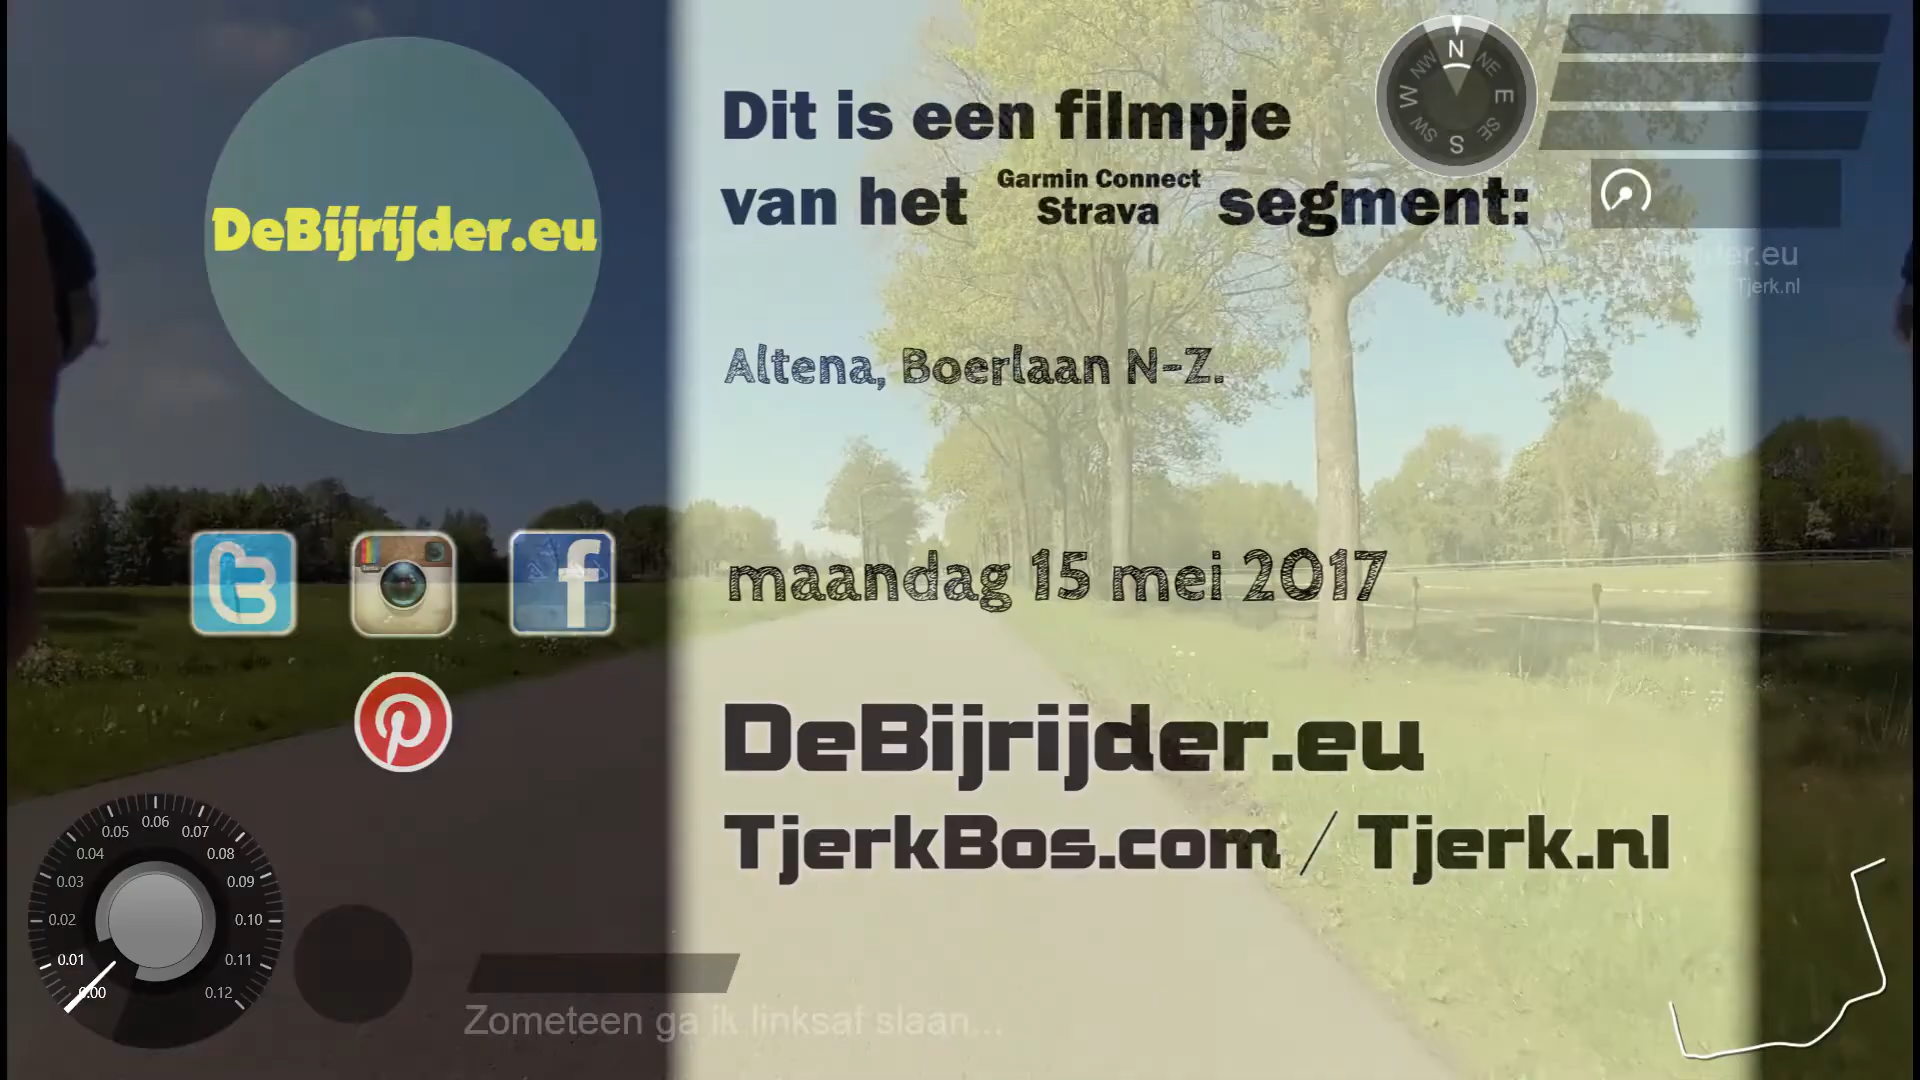 DeBijrijder.eu
Dit is een filmpje
van het Garmin Connect Strava segment:
Altena, Boerlaan N-Z.
maandag 15 mei 2017
DeBijrijder.eu
TjerkBos.com / Tjerk.nl
N
NE
E
SE
S
SW
W
NW
Tjerk.nl
0.00
0.01
0.02
0.03
0.04
0.05
0.06
0.07
0.08
0.09
0.10
0.11
0.12
Zometeen ga ik linksaf slaan...